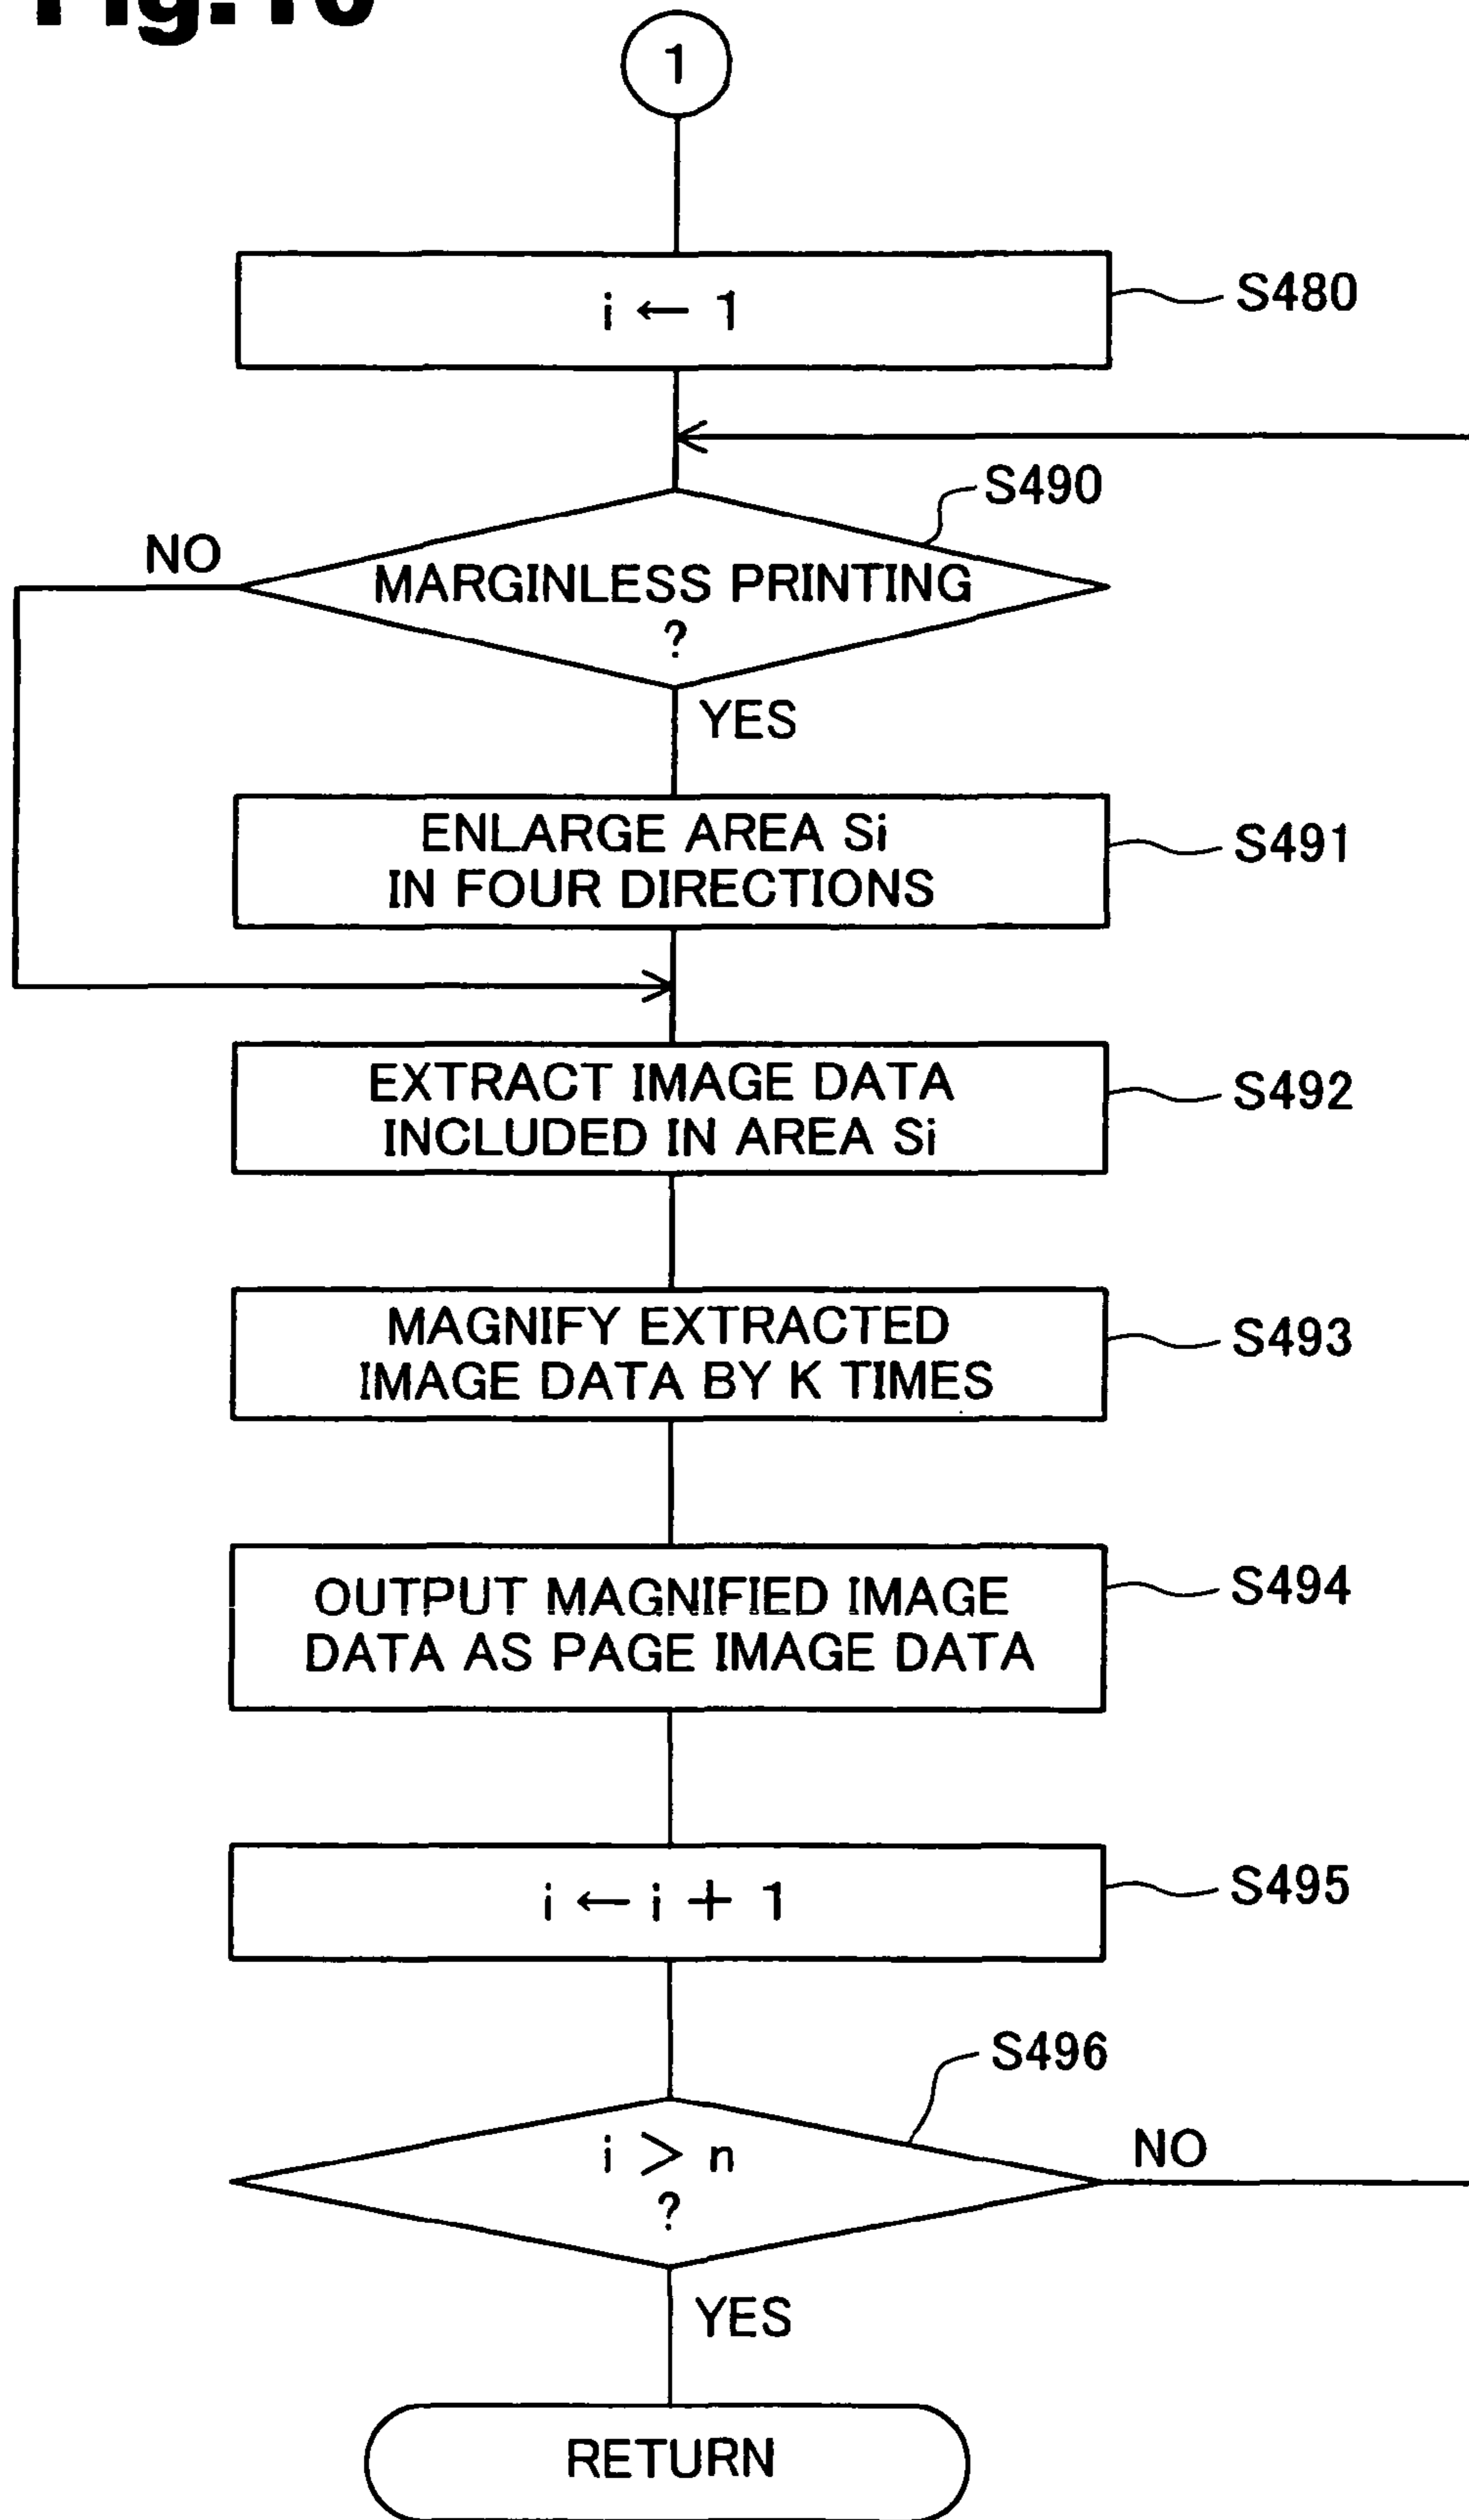 1
i ← 1
S480
S490
NO
MARGINLESS PRINTING
?
YES
ENLARGE AREA Si
IN FOUR DIRECTIONS
S491
EXTRACT IMAGE DATA
INCLUDED IN AREA Si
S492
MAGNIFY EXTRACTED
IMAGE DATA BY K TIMES
S493
OUTPUT MAGNIFIED IMAGE
DATA AS PAGE IMAGE DATA
S494
i ← i + 1
S495
S496
i > n
?
NO
YES
RETURN